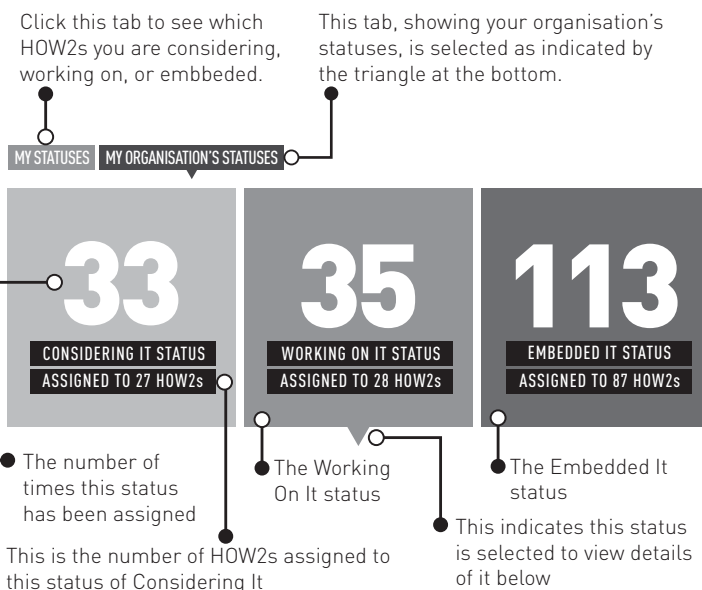 Click this tab to see which
HOW2s you are considering,
working on, or embbeded.
This tab, showing your organisation's
statuses, is selected as indicated by
the triangle at the bottom.
MY STATUSES
MY ORGANISATION'S STATUSES
33
CONSIDERING IT STATUS
ASSIGNED TO 27 HOW2s
35
WORKING ON IT STATUS
ASSIGNED TO 28 HOW2s
113
EMBEDDED IT STATUS
ASSIGNED TO 87 HOW2s
The number of
times this status
has been assigned
The Working
On It status
The Embedded It
status
This indicates this status
is selected to view details
of it below
This is the number of HOW2s assigned to
this status of Considering It